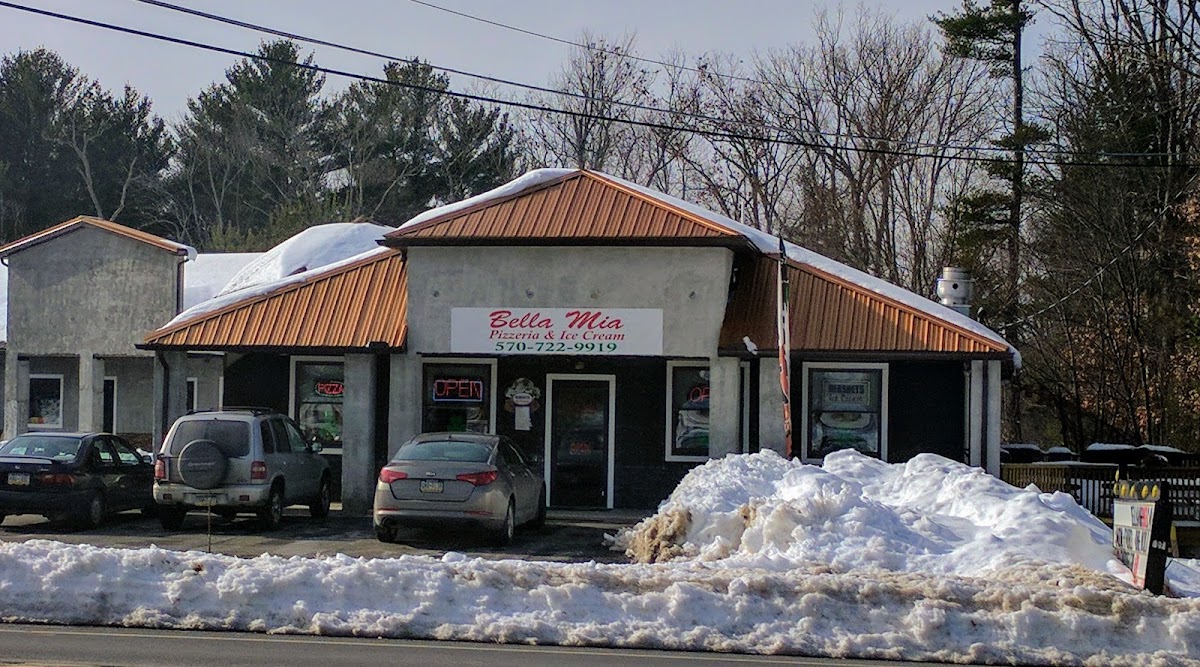 Bella Mia
Pizzeria & Ice Cream
570-722-9919
PIZZA
OPEN
HERSHEY'S
Ice Cream